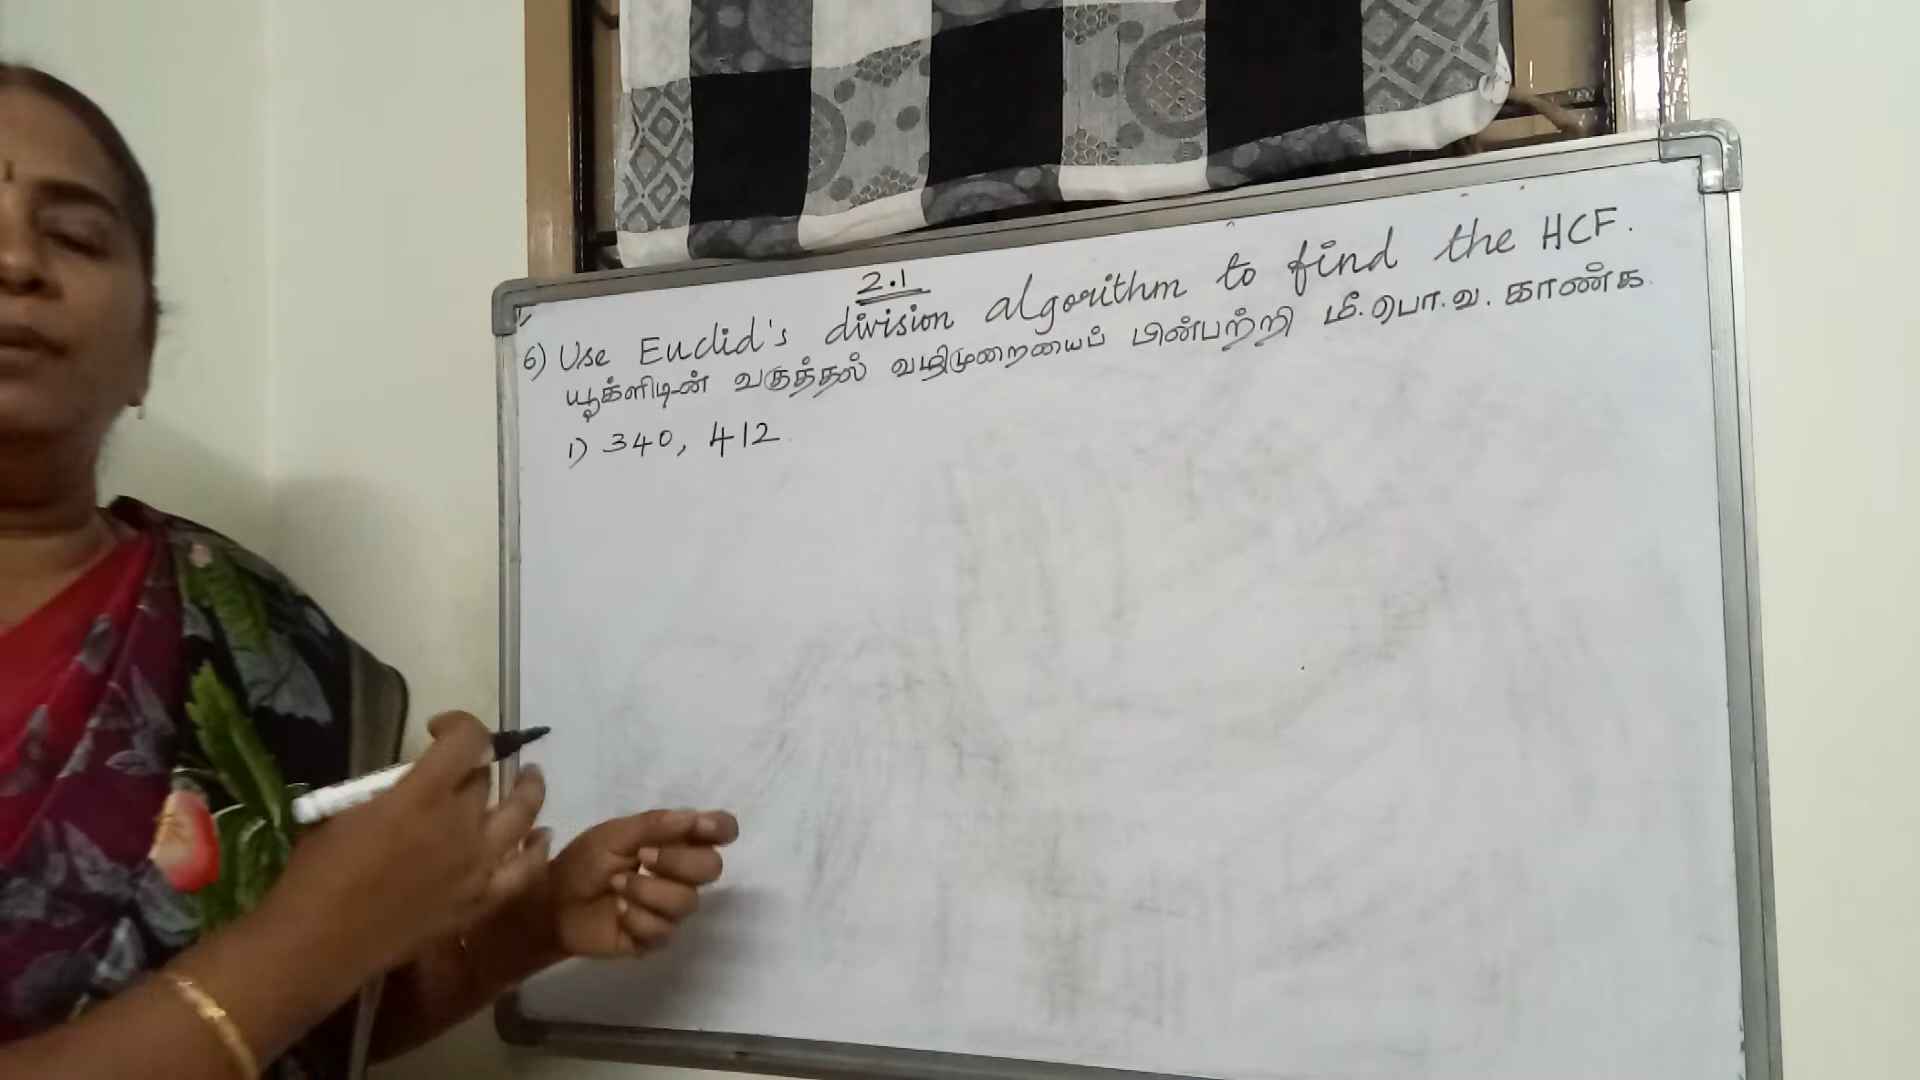 2.1
6) Use Euclid's division algorithm to find the HCF.
யூக்ளிடின் வகுத்தல் வழிமுறையைப் பின்பற்றி மீ.பொ.வ. காண்க
1) 340, 412